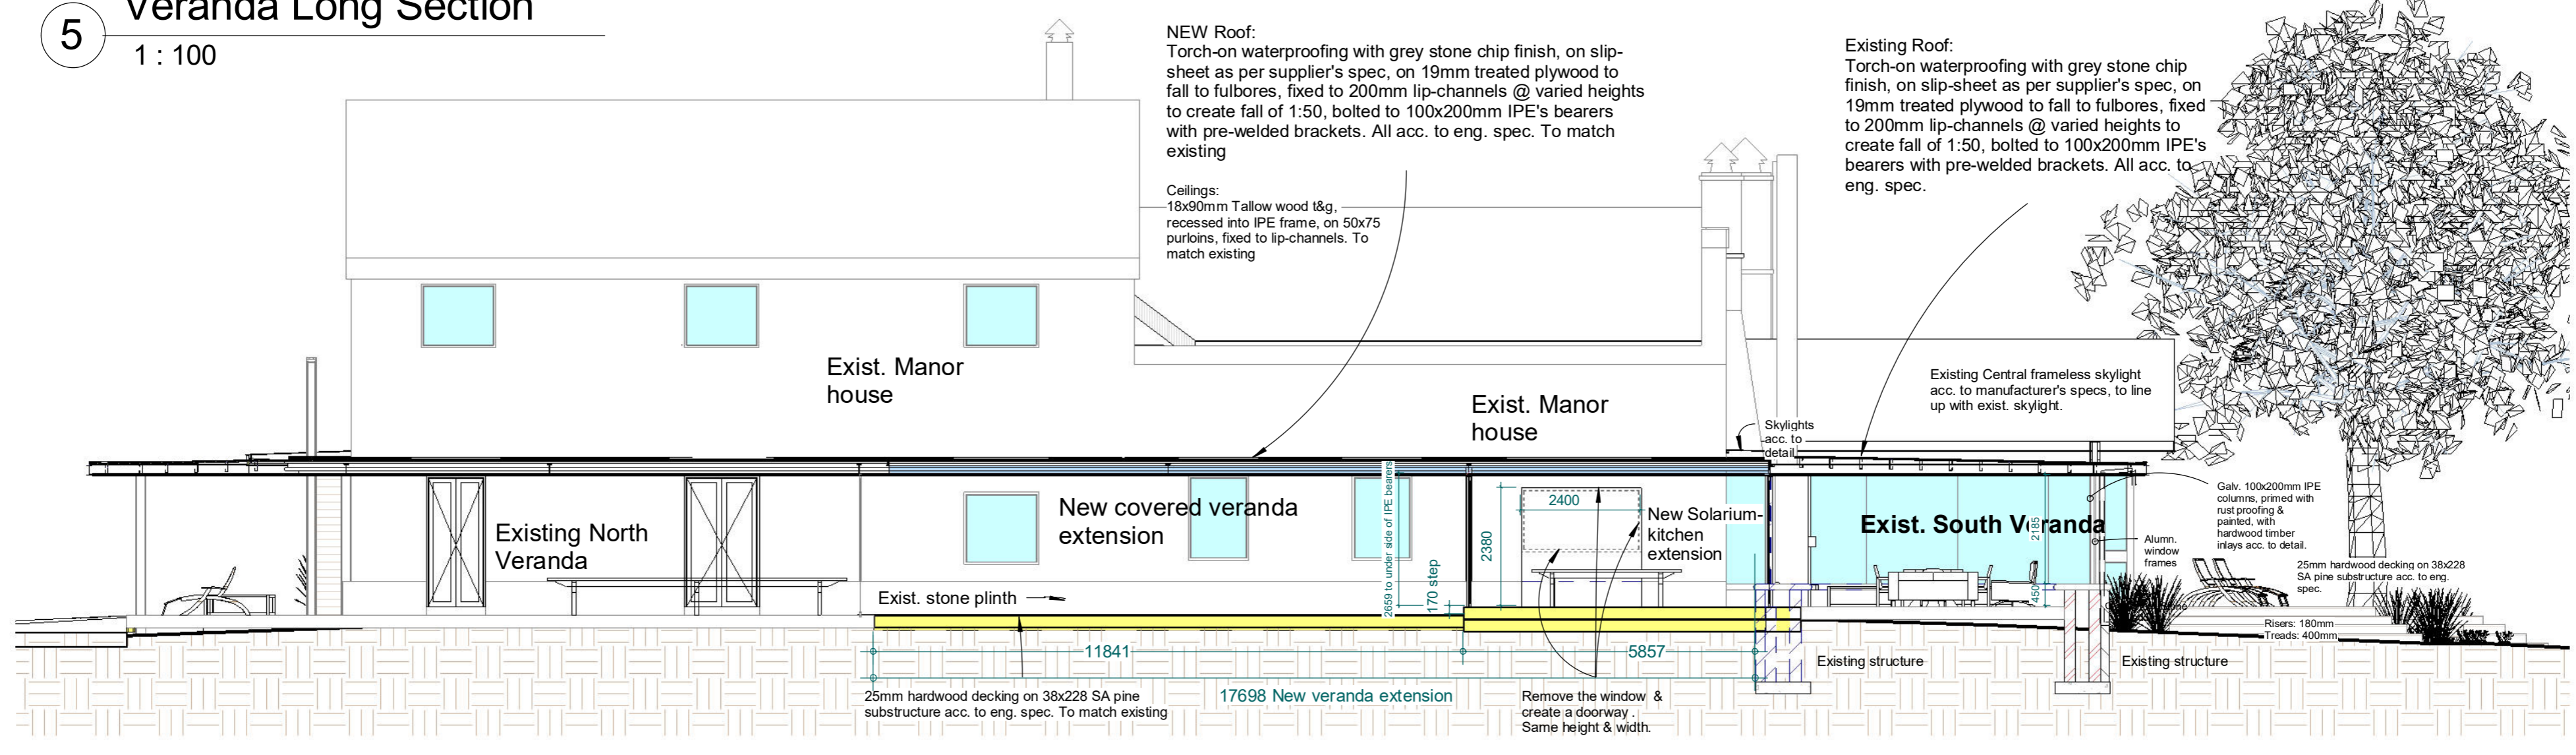 5
Veranda Long Section
1 : 100
NEW Roof:
Torch-on waterproofing with grey stone chip finish, on slip-
sheet as per supplier's spec, on 19mm treated plywood to
fall to fulbores, fixed to 200mm lip-channels @ varied heights
to create fall of 1:50, bolted to 100x200mm IPE's bearers
with pre-welded brackets. All acc. to eng. spec. To match
existing
Ceilings:
18x90mm Tallow wood t&g,
recessed into IPE frame, on 50x75
purloins, fixed to lip-channels. To
match existing
Existing Roof:
Torch-on waterproofing with grey stone chip
finish, on slip-sheet as per supplier's spec, on
19mm treated plywood to fall to fulbores, fixed
to 200mm lip-channels @ varied heights to
create fall of 1:50, bolted to 100x200mm IPE's
bearers with pre-welded brackets. All acc. to
eng. spec.
Exist. Manor
house
Exist. Manor
house
Existing Central frameless skylight
acc. to manufacturer's specs, to line
up with exist. skylight.
Skylights
acc. to
detail
Existing North
Veranda
New covered veranda
extension
2659 to under side of IPE bearers
170 step
2380
2400
New Solarium-
kitchen
extension
Exist. South Veranda
2185
450
Galv. 100x200mm IPE
columns, primed with
rust proofing &
painted, with
hardwood timber
inlays acc. to detail.
Alumn.
window
frames
25mm hardwood decking on 38x228
SA pine substructure acc. to eng.
spec.
Exist. stone plinth
Risers: 180mm
Treads: 400mm
11841
5857
Existing structure
Existing structure
17698 New veranda extension
25mm hardwood decking on 38x228 SA pine
substructure acc. to eng. spec. To match existing
Remove the window &
create a doorway .
Same height & width.